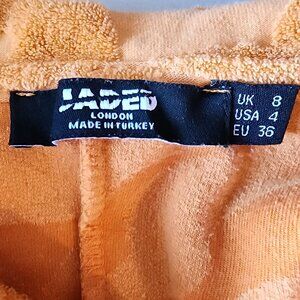 JADED
LONDON
MADE IN TURKEY
UK 8
USA 4
EU 36